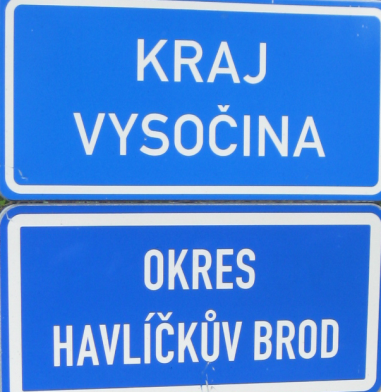 KRAJ
VYSOČINA
OKRES
HAVLÍČKŮV BROD